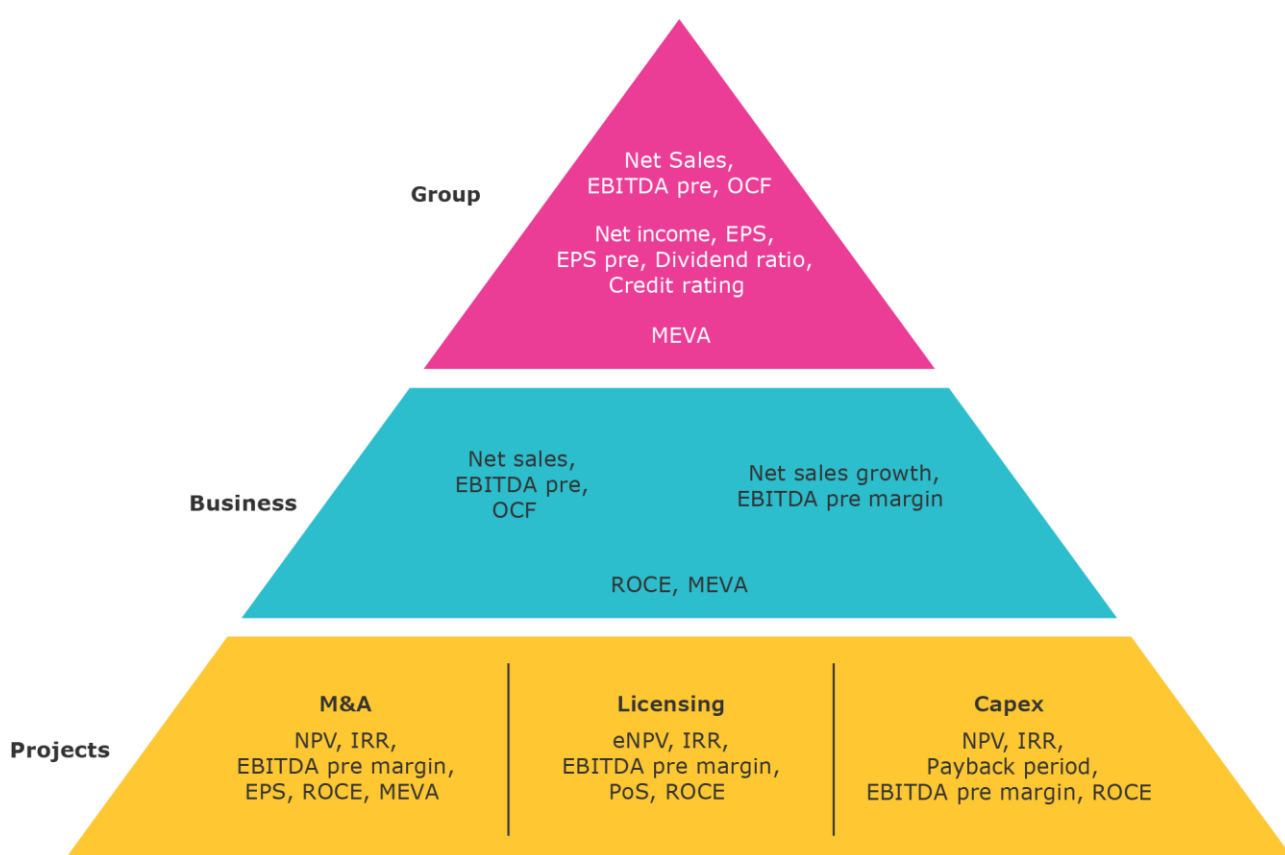 Group
Net Sales,
EBITDA pre, OCF
Net income, EPS,
EPS pre, Dividend ratio,
Credit rating
MEVA
Business
Net sales,
EBITDA pre,
OCF
Net sales growth,
EBITDA pre margin
ROCE, MEVA
Projects
M&A
NPV, IRR,
EBITDA pre margin,
EPS, ROCE, MEVA
Licensing
eNPV, IRR,
EBITDA pre margin,
PoS, ROCE
Capex
NPV, IRR,
Payback period,
EBITDA pre margin, ROCE